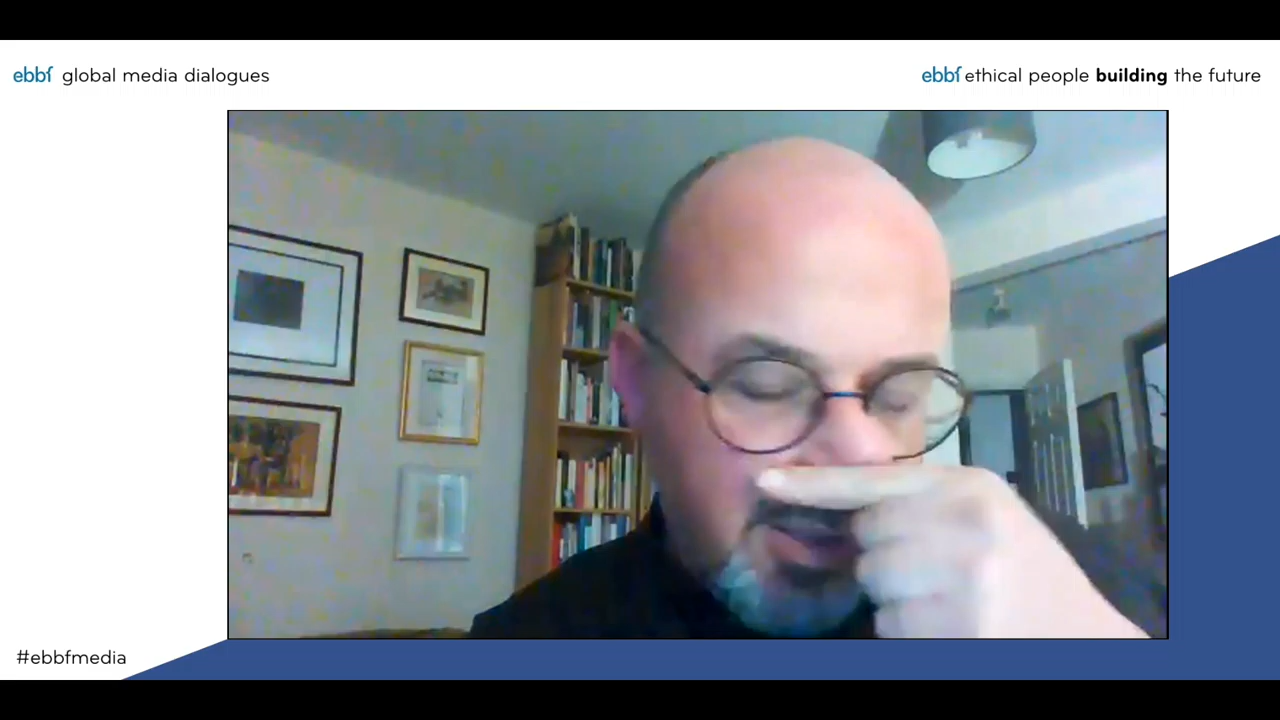 ebbf global media dialogues
ebbf ethical people building the future
#ebbfmedia